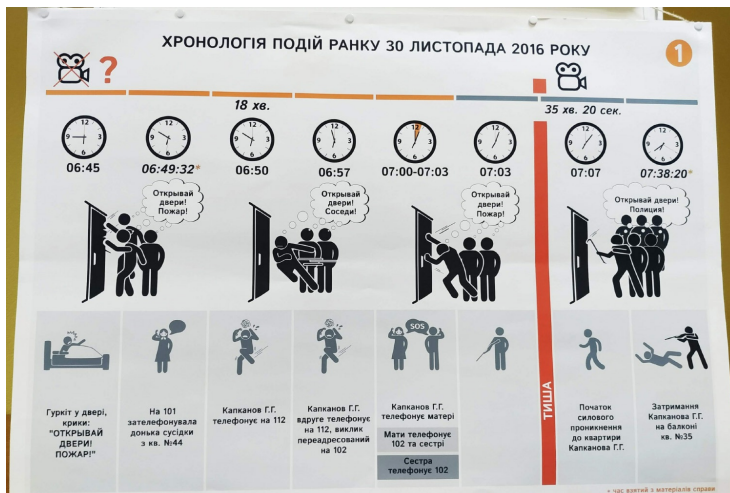 ХРОНОЛОГІЯ ПОДІЙ РАНКУ 30 ЛИСТОПАДА 2016 РОКУ
1
?
18 хв.
35 хв. 20 сек.
06:45
06:49:32*
06:50
06:57
07:00-07:03
07:03
07:07
07:38:20*
Открывай
двери!
Пожар!
Открывай
двери!
Соседи!
Открывай
двери!
Пожар!
Открывай двери!
Полиция!
SOS
Гуркіт у двері,
крики:
"ОТКРЫВАЙ
ДВЕРИ!
ПОЖАР!"
На 101
зателефонувала
донька сусідки
з кв. №44
Капканов Г.Г.
телефонує на 112
Капканов Г.Г.
вдруге телефонує
на 112, виклик
переадресований
на 102
Капканов Г.Г.
телефонує матері
Мати телефонує
102 та сестрі
Сестра
телефонує 102
ТИША
Початок
силового
проникнення
до квартири
Капканова Г.Г.
Затримання
Капканова Г.Г.
на балконі
кв. №35
* час взятий з матеріалів справи